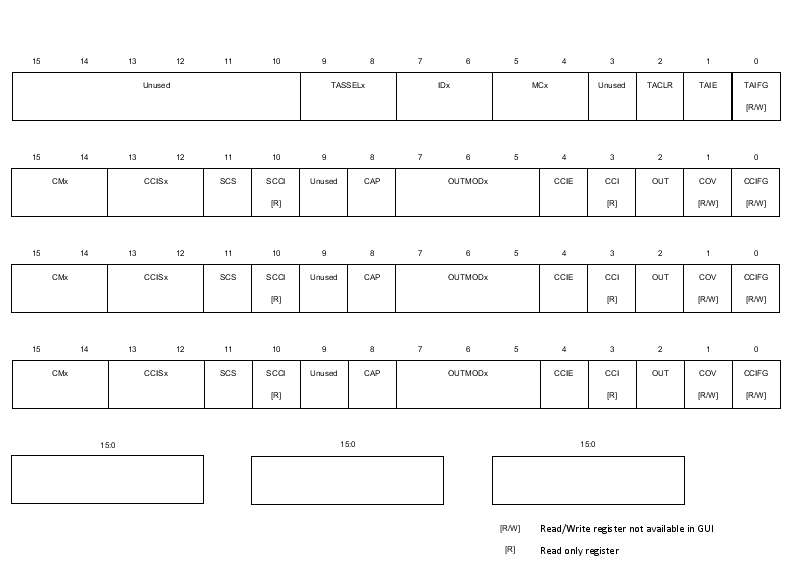 15 14 13 12 11 10 9 8 7 6 5 4 3 2 1 0
Unused TASSELx IDx MCx Unused TACLR TAIE TAIFG
[R/W]
15 14 13 12 11 10 9 8 7 6 5 4 3 2 1 0
CMx CCISx SCS SCCI Unused CAP OUTMODx CCIE CCI OUT COV CCIFG
[R] [R] [R/W] [R/W]
15 14 13 12 11 10 9 8 7 6 5 4 3 2 1 0
CMx CCISx SCS SCCI Unused CAP OUTMODx CCIE CCI OUT COV CCIFG
[R] [R] [R/W] [R/W]
15 14 13 12 11 10 9 8 7 6 5 4 3 2 1 0
CMx CCISx SCS SCCI Unused CAP OUTMODx CCIE CCI OUT COV CCIFG
[R] [R] [R/W] [R/W]
15:0 15:0 15:0
[R/W] Read/Write register not available in GUI
[R] Read only register